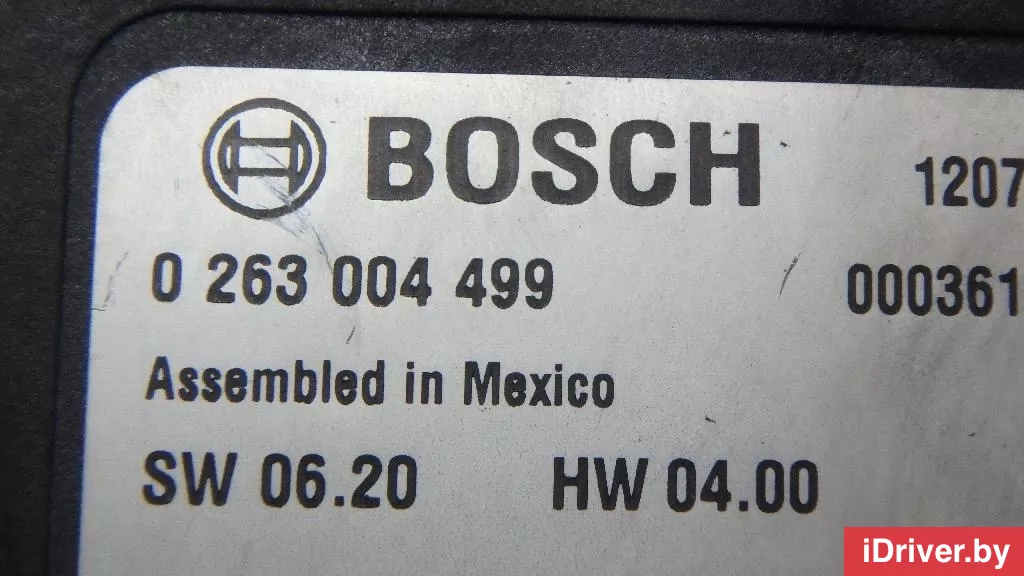 BOSCH 1207
0 263 004 499 000361
Assembled in Mexico
SW 06.20 HW 04.00
iDriver.by